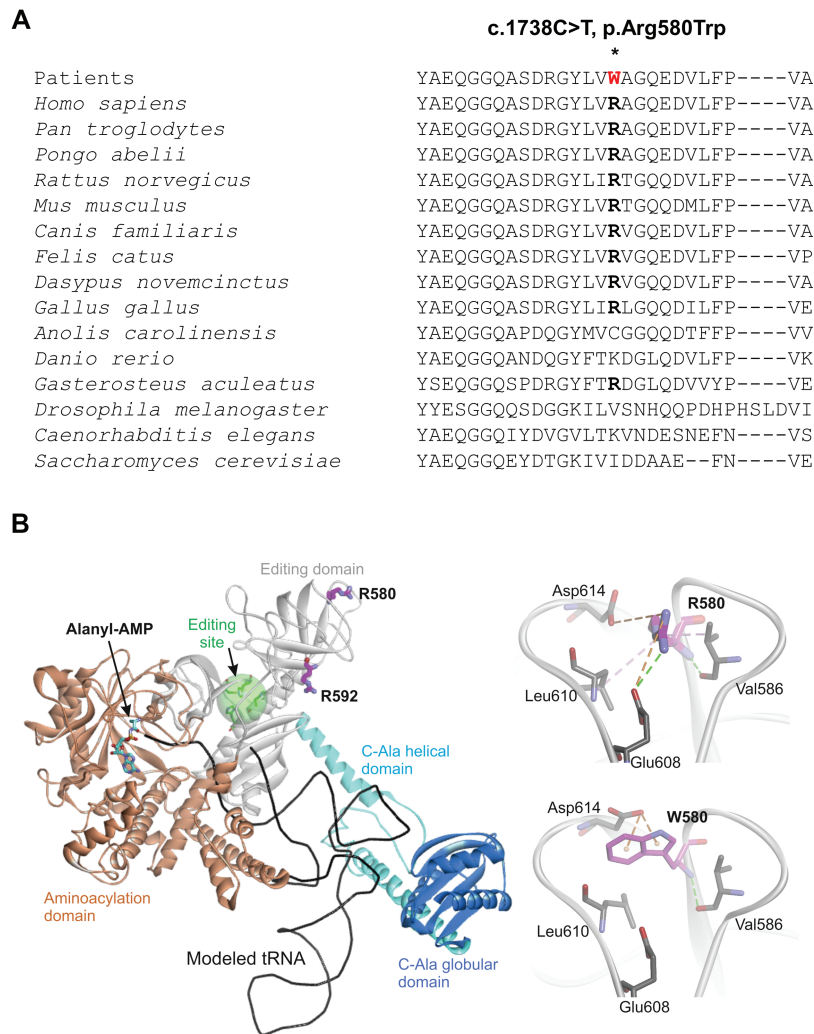 A
c.1738C>T, p.Arg580Trp
*
Patients YAEQGGQASDRGYLVWAGQEDVLFP----VA
Homo sapiens YAEQGGQASDRGYLVRAGQEDVLFP----VA
Pan troglodytes YAEQGGQASDRGYLVRAGQEDVLFP----VA
Pongo abelii YAEQGGQASDRGYLVRAGQEDVLFP----VA
Rattus norvegicus YAEQGGQASDRGYLIRTGQQDVLFP----VA
Mus musculus YAEQGGQASDRGYLVRTGQQDMLFP----VA
Canis familiaris YAEQGGQASDRGYLVRVGQEDVLFP----VA
Felis catus YAEQGGQASDRGYLVRVGQEDVLFP----VP
Dasypus novemcinctus YAEQGGQASDRGYLVRVGQEDVLFP----VA
Gallus gallus YAEQGGQASDRGYLIRLGQQDILFP----VE
Anolis carolinensis YAEQGGQAPDQGYMVCGGQQDTFFP----VV
Danio rerio YAEQGGQANDQGYFTKDGLQDVLFP----VK
Gasterosteus aculeatus YSEQGGQSPDRGYFTRDGLQDVVYP----VE
Drosophila melanogaster YYESGGQQSDGGKILVSNHQQPDHPHSLDVI
Caenorhabditis elegans YAEQGGQIYDVGVLTKVNDESNEFN----VS
Saccharomyces cerevisiae YAEQGGQEYDTGKIVIDDAAE--FN----VE
B
Editing domain
R580
Editing
site
Alanyl-AMP
R592
C-Ala helical
domain
Aminoacylation
domain
Modeled tRNA
C-Ala globular
domain
Asp614
R580
Leu610
Val586
Glu608
Asp614
W580
Leu610
Val586
Glu608